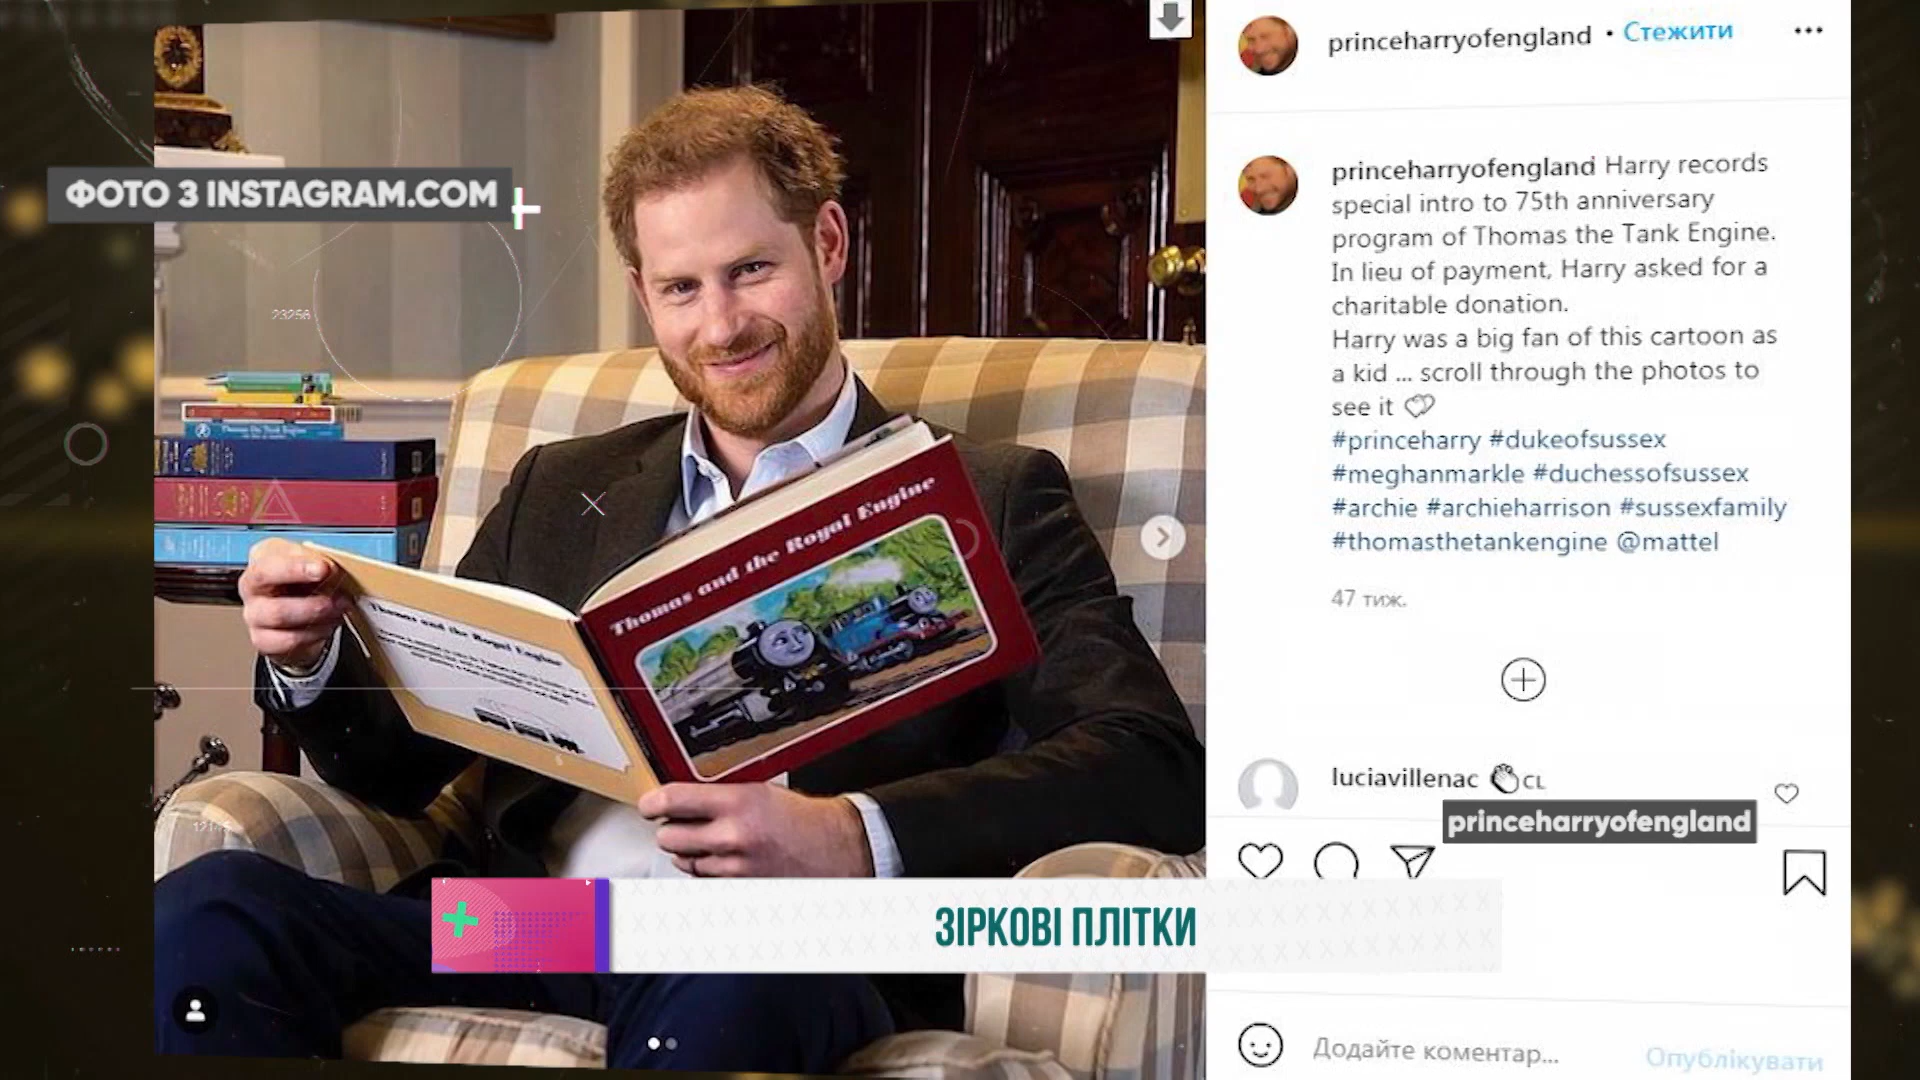 ФОТО З INSTAGRAM.COM
23256
Thomas and the Royal Engine
Thomas and the Royal Engine
princeharryofengland • Стежити
princeharryofengland Harry records
special intro to 75th anniversary
program of Thomas the Tank Engine.
In lieu of payment, Harry asked for a
charitable donation.
Harry was a big fan of this cartoon as
a kid ... scroll through the photos to
see it
#princeharry #dukeofsussex
#meghanmarkle #duchessofsussex
#archie #archieharrison #sussexfamily
#thomasthetankengine @mattel
47 тиж.
luciavillenac CL
princeharryofengland
ЗІРКОВІ ПЛІТКИ
Додайте коментар...
Опублікувати